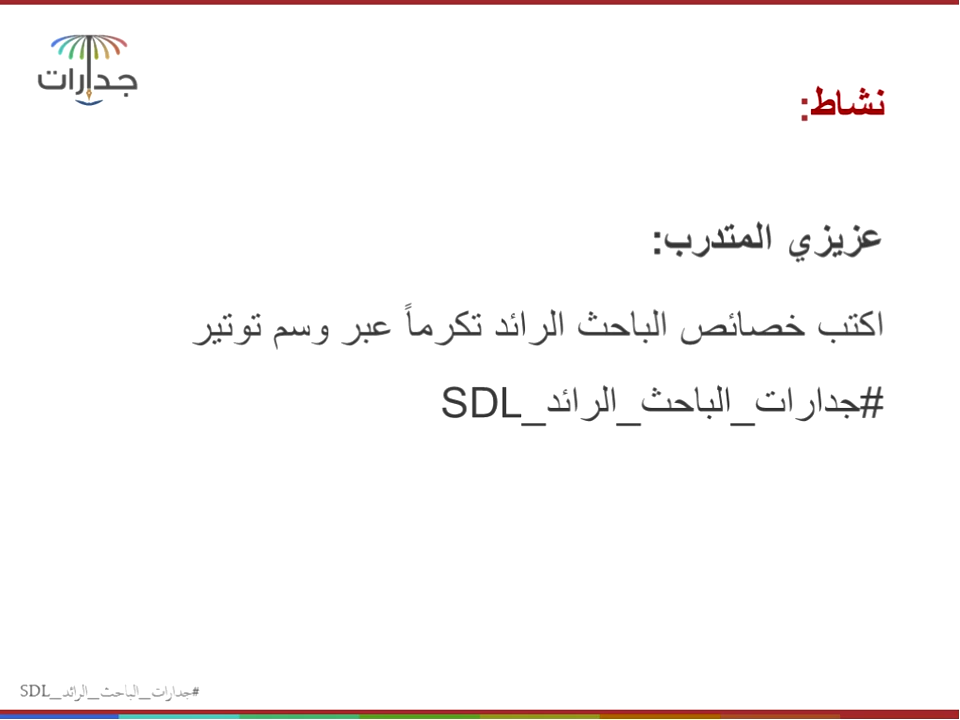 جدارات
نشاط:
عزيزي المتدرب:
اكتب خصائص الباحث الرائد تكرماً عبر وسم توتير
#جدارات_الباحث_الرائد_SDL
#جدارات_الباحث_الرائد_SDL